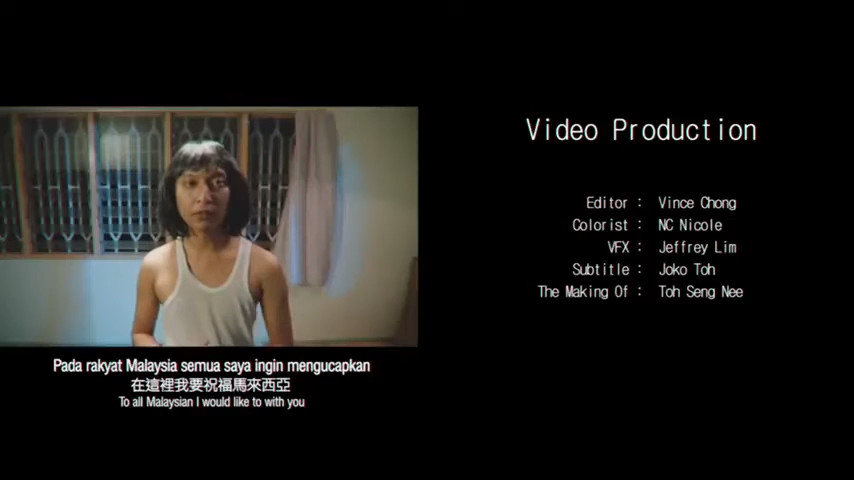 Video Production
Editor : Vince Chong
Colorist : NC Nicole
VFX : Jeffrey Lim
Subtitle : Joko Toh
The Making Of : Toh Seng Nee
Pada rakyat Malaysia semua saya ingin mengucapkan
在這裡我要祝福馬來西亞
To all Malaysian I would like to with you